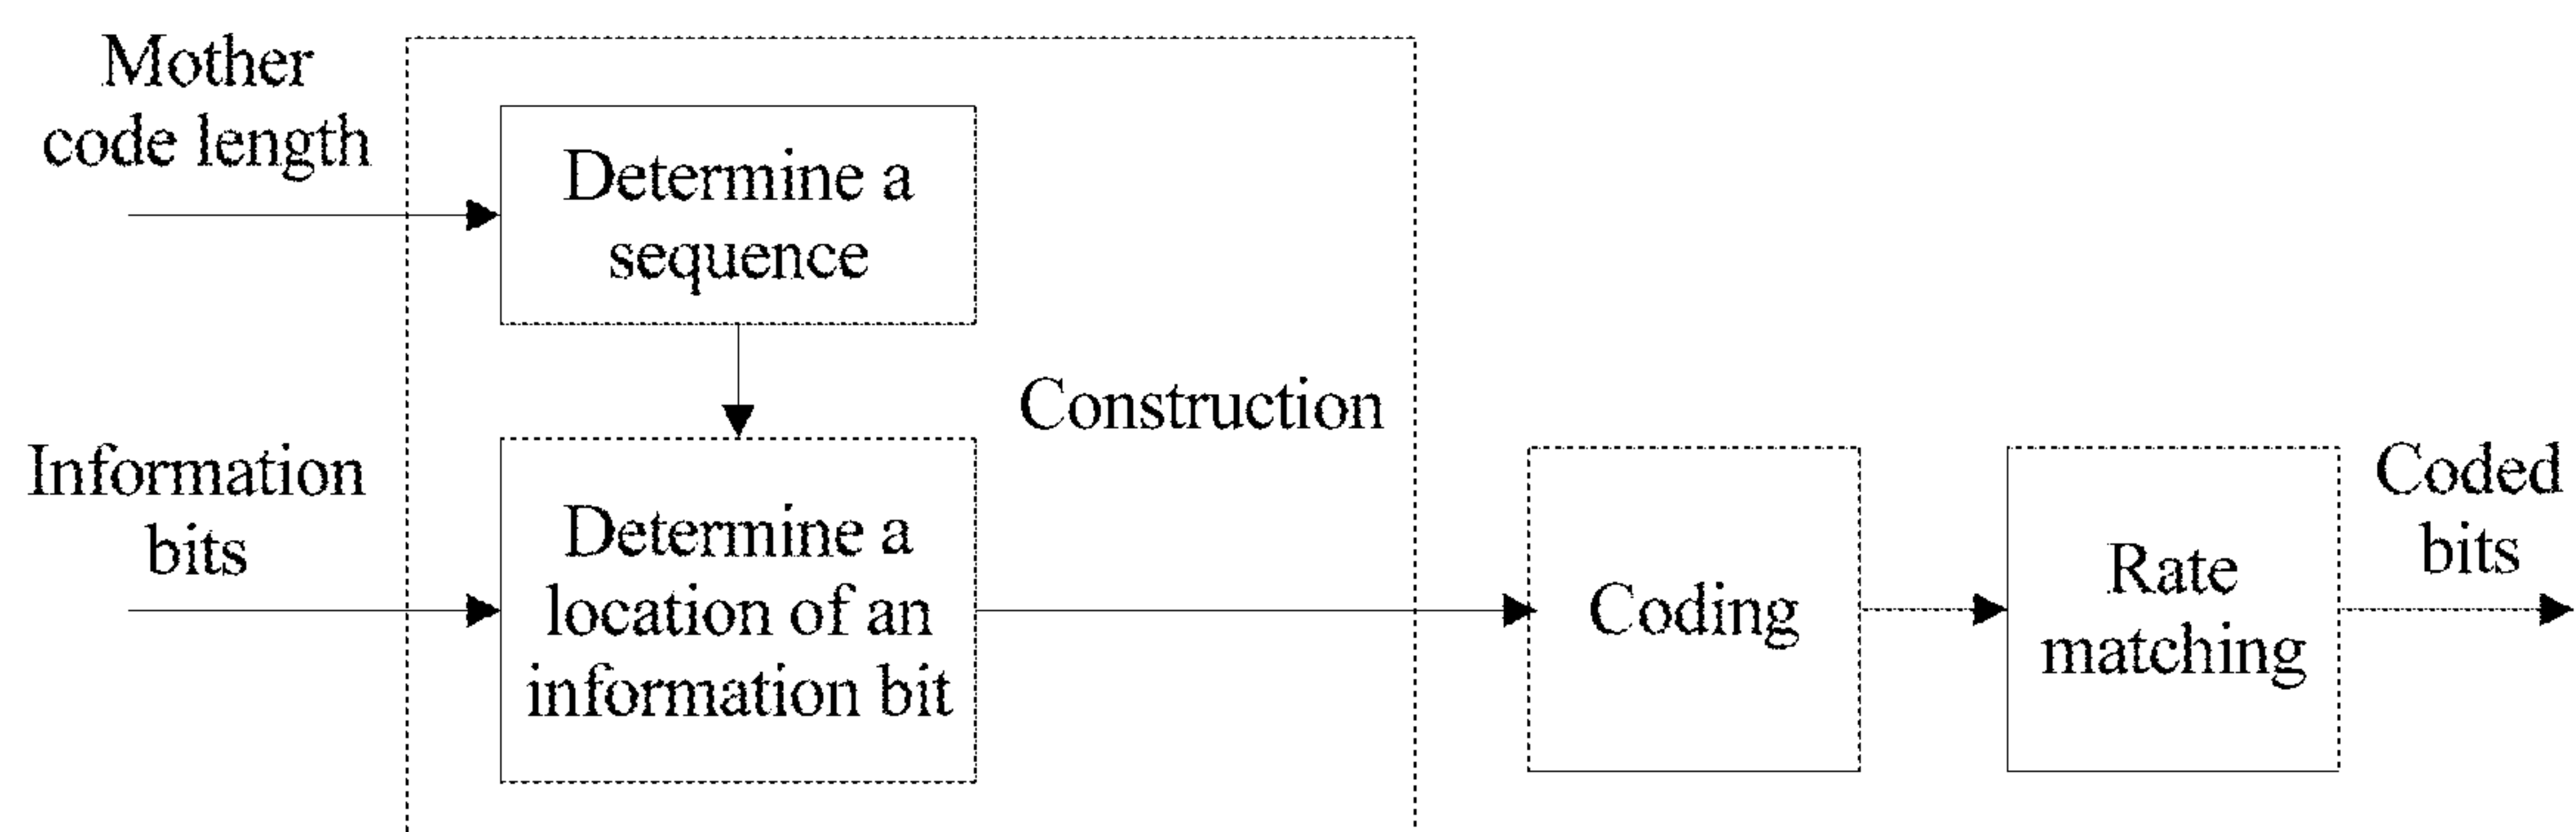 Mother
code length
Determine a
sequence
Construction
Information
bits
Determine a
location of an
information bit
Coding
Rate
matching
Coded
bits